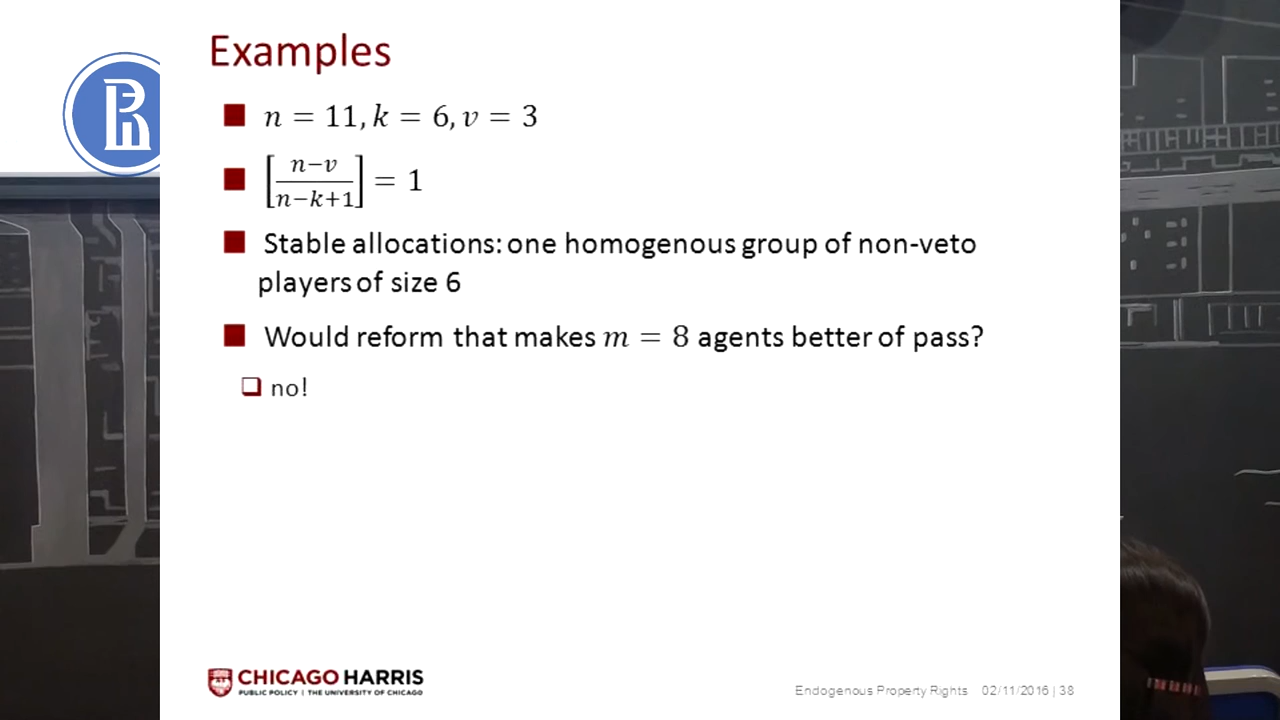 Examples
n = 11, k = 6, v = 3
[n−v / n−k+1] = 1
Stable allocations: one homogenous group of non-veto
players of size 6
Would reform that makes m = 8 agents better of pass?
no!
CHICAGO HARRIS
PUBLIC POLICY | THE UNIVERSITY OF CHICAGO
Endogenous Property Rights 02/11/2016 | 38